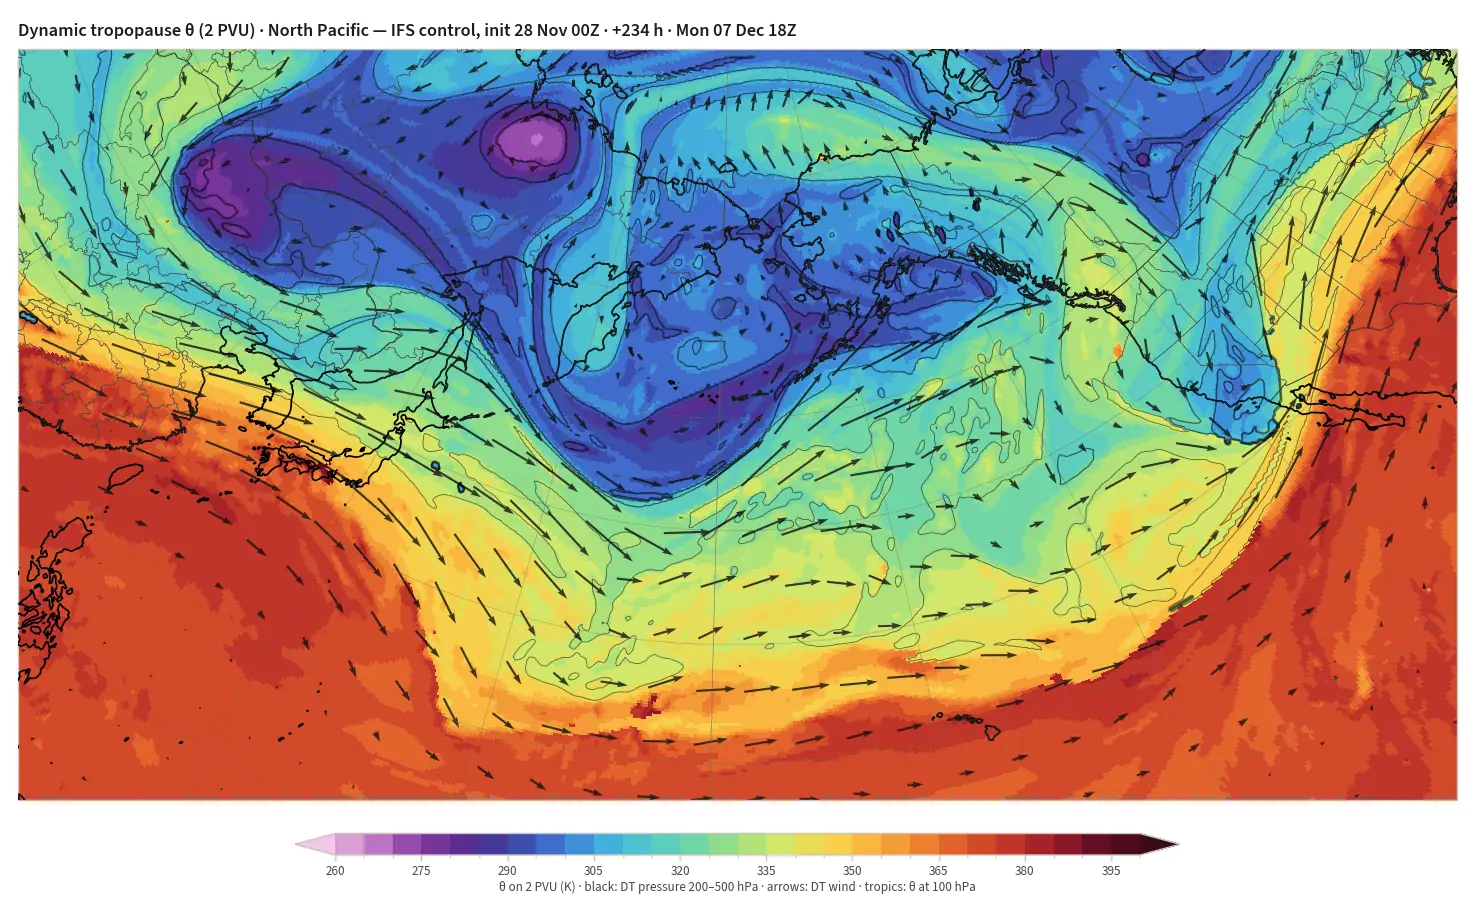 Dynamic tropopause θ (2 PVU) · North Pacific — IFS control, init 28 Nov 00Z · +234 h · Mon 07 Dec 18Z
260 275 290 305 320 335 350 365 380 395
θ on 2 PVU (K) · black: DT pressure 200–500 hPa · arrows: DT wind · tropics: θ at 100 hPa